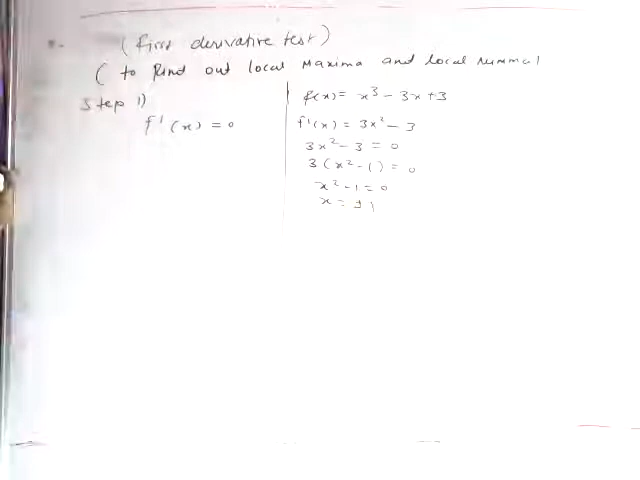 (First derivative test)
( to find out local Maxima and local minima)
Step 1)
f'(x) = 0
f(x) = x³ - 3x + 3
f'(x) = 3x² - 3
3x² - 3 = 0
3(x² - 1) = 0
x² - 1 = 0
x = ±1